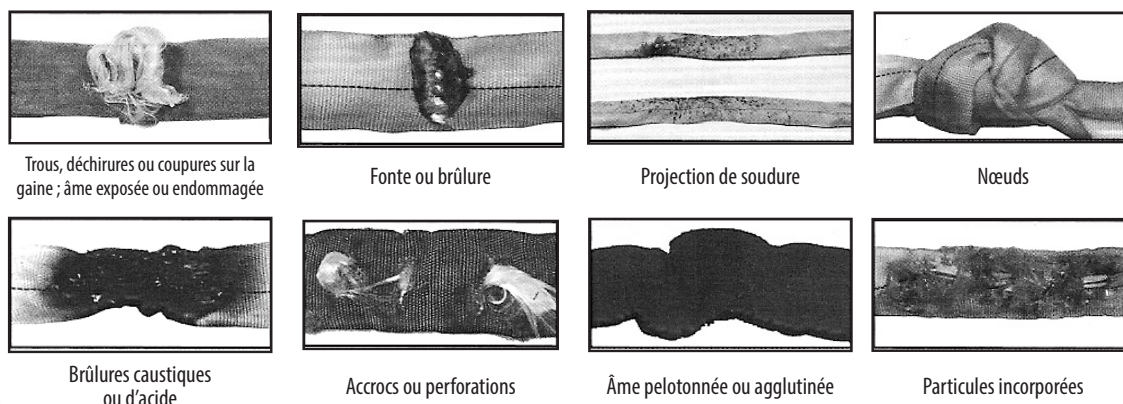 Trous, déchirures ou coupures sur la
gaine ; âme exposée ou endommagée
Fonte ou brûlure
Projection de soudure
Nœuds
Brûlures caustiques
ou d’acide
Accrocs ou perforations
Âme pelotonnée ou agglutinée
Particules incorporées